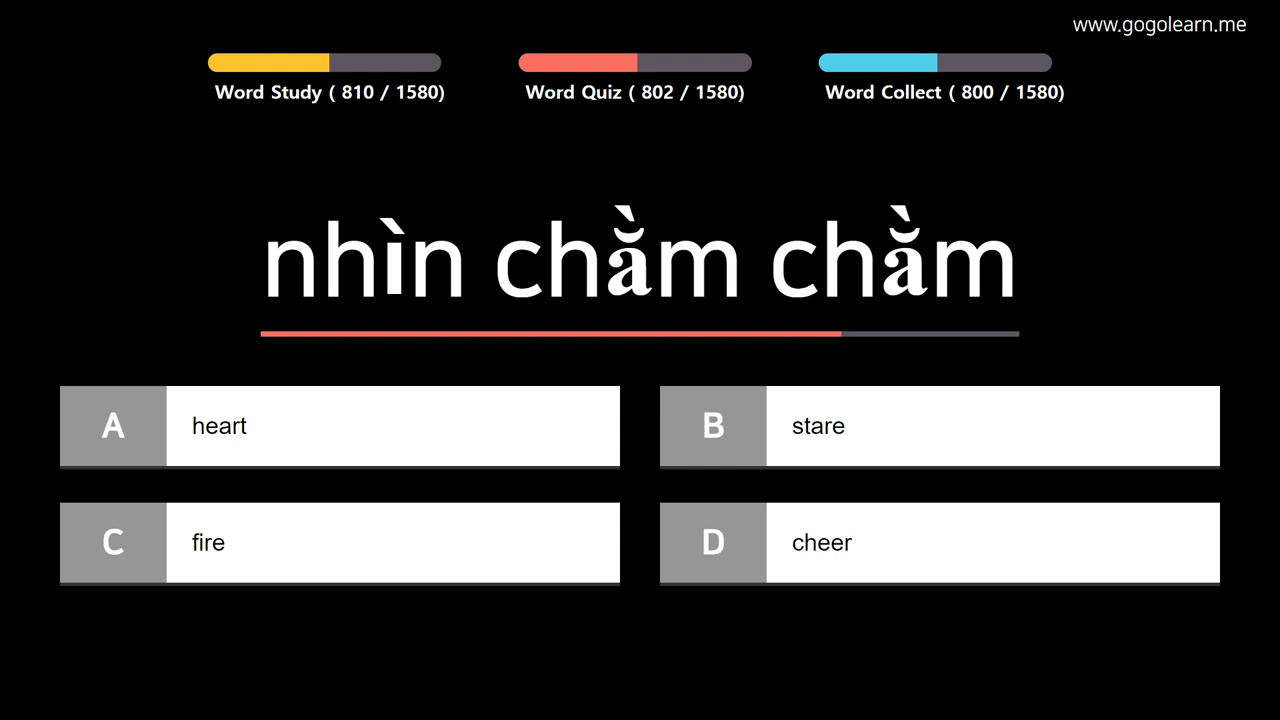 www.gogolearn.me
Word Study ( 810 / 1580)
Word Quiz ( 802 / 1580)
Word Collect ( 800 / 1580)
nhìn chằm chằm
A heart
B stare
C fire
D cheer